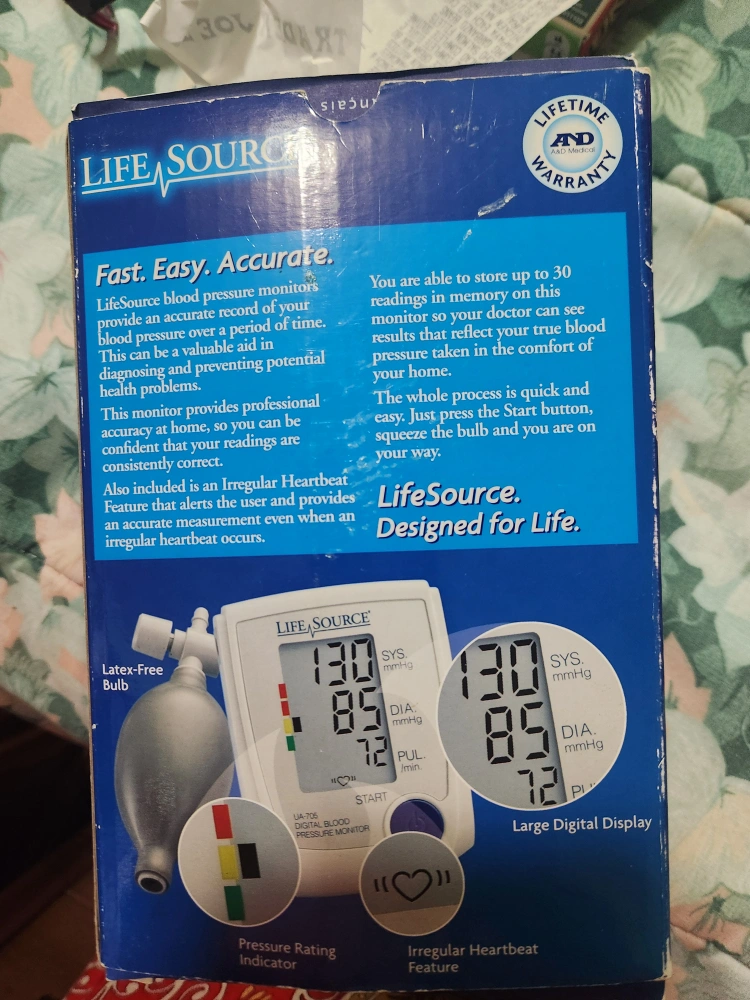 TRADER JOE'S
nçais
LIFE SOURC
LIFETIME
AND
A&D Medical
WARRANTY
Fast. Easy. Accurate.
LifeSource blood pressure monitors
provide an accurate record of your
blood pressure over a period of time.
This can be a valuable aid in
diagnosing and preventing potential
health problems.
This monitor provides professional
accuracy at home, so you can be
confident that your readings are
consistently correct.
Also included is an Irregular Heartbeat
Feature that alerts the user and provides
an accurate measurement even when an
irregular heartbeat occurs.
You are able to store up to 30
readings in memory on this
monitor so your doctor can see
results that reflect your true blood
pressure taken in the comfort of
your home.
The whole process is quick and
easy. Just press the Start button,
squeeze the bulb and you are on
your way.
LifeSource.
Designed for Life.
Latex-Free
Bulb
LIFE SOURCE®
130 SYS.
mmHg
85 DIA.
mmHg
72 PUL.
/min.
START
UA-705
DIGITAL BLOOD
PRESSURE MONITOR
130 SYS.
mmHg
85 DIA.
mmHg
72 PU
Large Digital Display
Pressure Rating
Indicator
Irregular Heartbeat
Feature